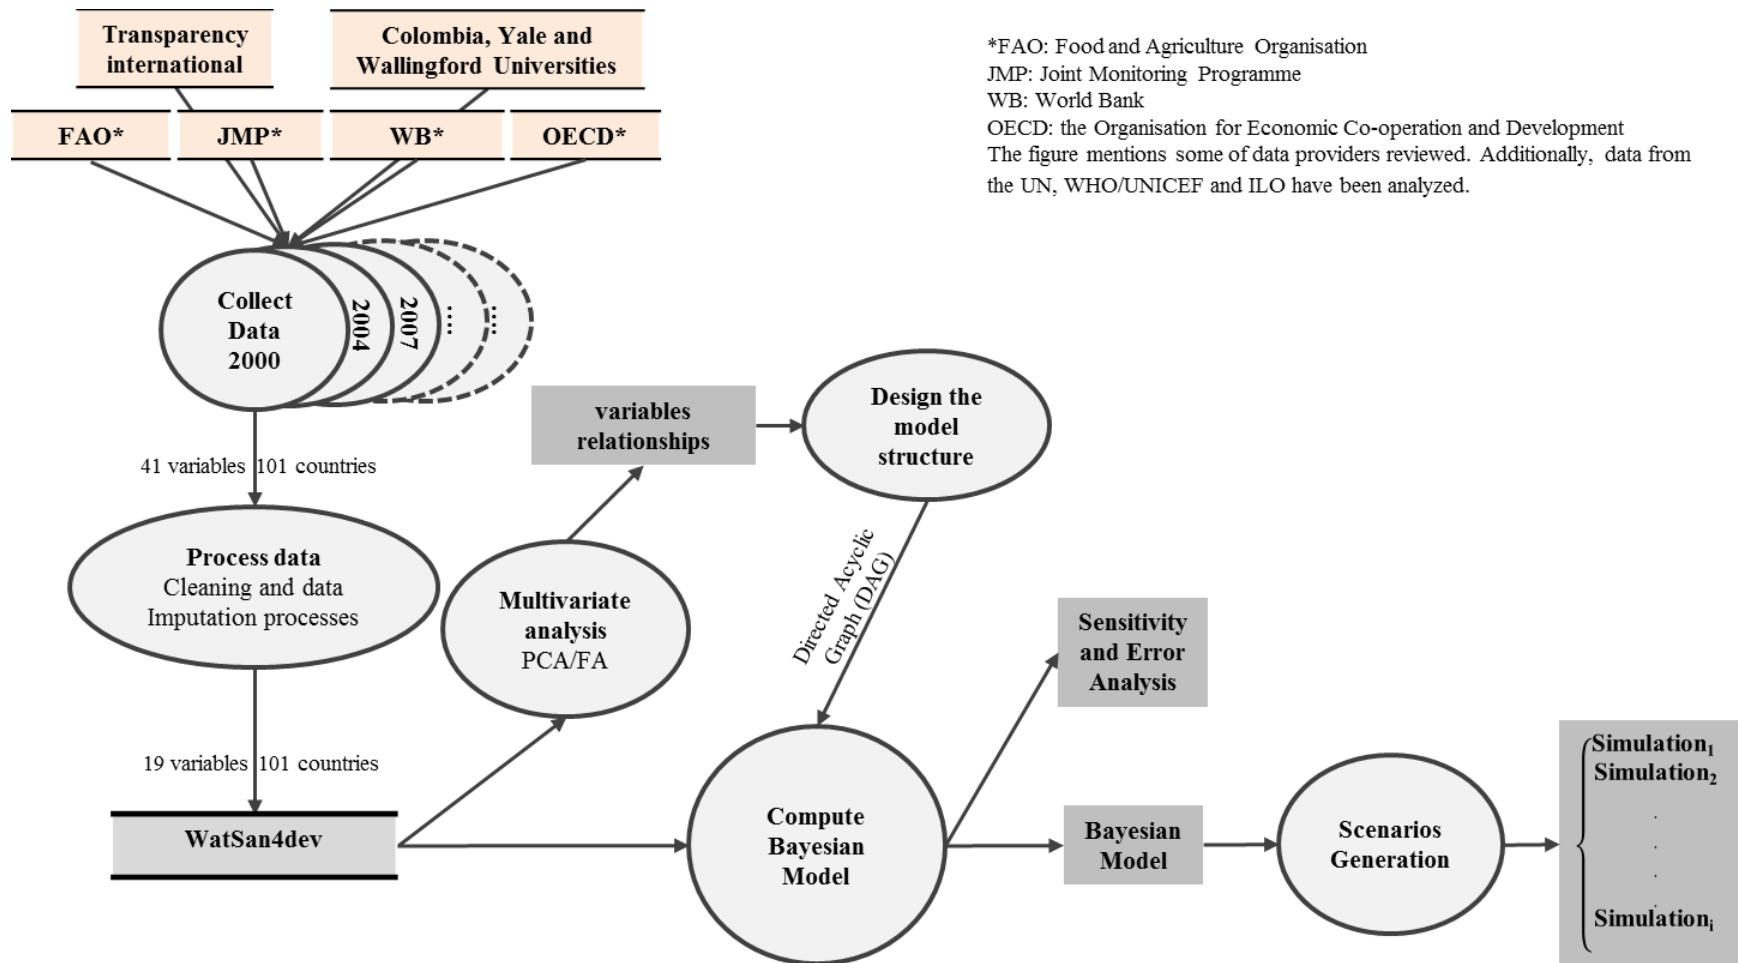 Transparency
international
Colombia, Yale and
Wallingford Universities
FAO*
JMP*
WB*
OECD*
*FAO: Food and Agriculture Organisation
JMP: Joint Monitoring Programme
WB: World Bank
OECD: the Organisation for Economic Co-operation and Development
The figure mentions some of data providers reviewed. Additionally, data from
the UN, WHO/UNICEF and ILO have been analyzed.
Collect
Data
2000
2004
2007
....
....
41 variables 101 countries
Process data
Cleaning and data
Imputation processes
19 variables 101 countries
WatSan4dev
Multivariate
analysis
PCA/FA
variables
relationships
Design the
model
structure
Directed Acyclic
Graph (DAG)
Compute
Bayesian
Model
Sensitivity
and Error
Analysis
Bayesian
Model
Scenarios
Generation
Simulation₁
Simulation₂
.
.
.
.
Simulationᵢ